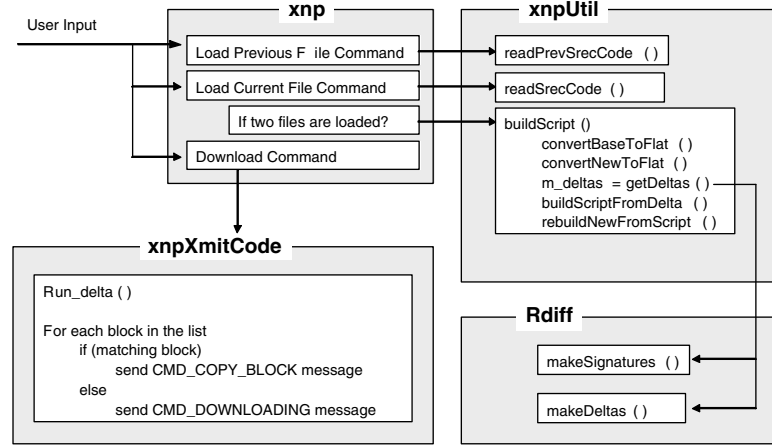 User Input
xnp
Load Previous F ile Command
Load Current File Command
If two files are loaded?
Download Command
xnpUtil
readPrevSrecCode ( )
readSrecCode ( )
buildScript ()
convertBaseToFlat ( )
convertNewToFlat ( )
m_deltas = getDeltas ( )
buildScriptFromDelta ( )
rebuildNewFromScript ( )
xnpXmitCode
Run_delta ( )
For each block in the list
if (matching block)
send CMD_COPY_BLOCK message
else
send CMD_DOWNLOADING message
Rdiff
makeSignatures ( )
makeDeltas ( )